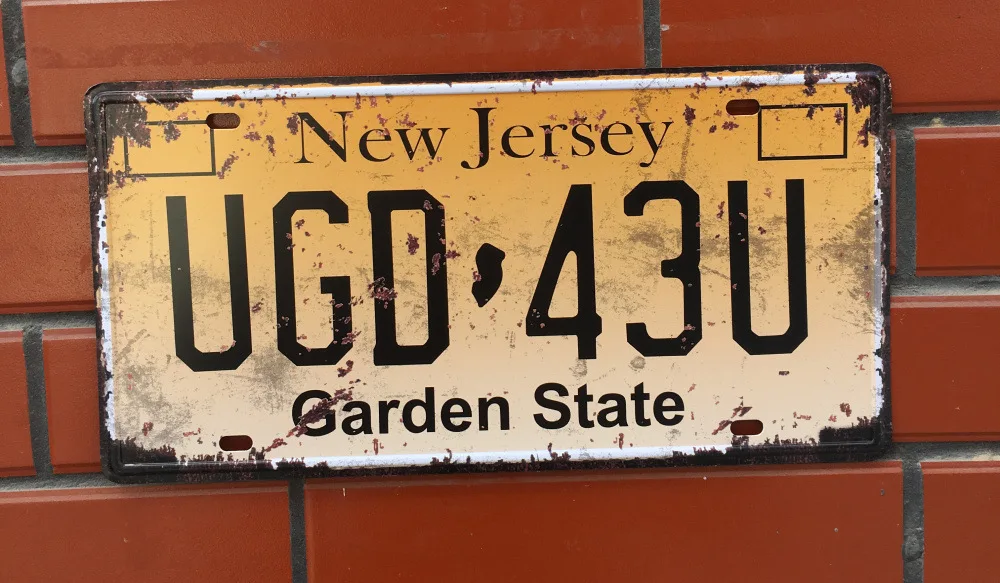 New Jersey
UGD 43U
Garden State